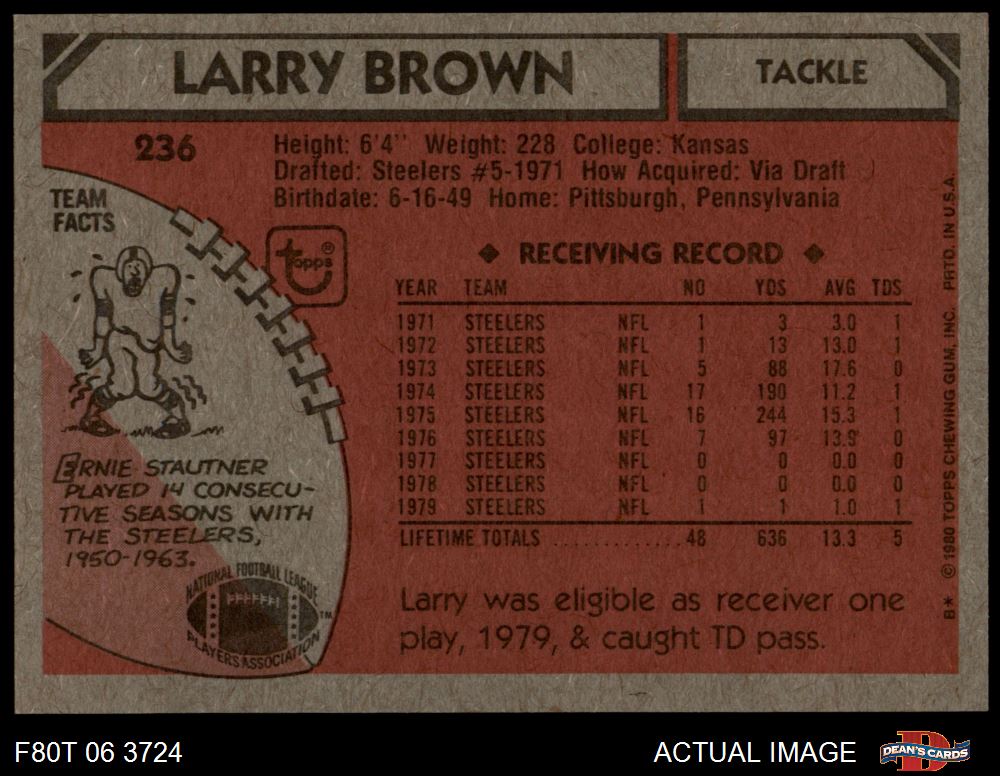 LARRY BROWN
TACKLE
236
Height: 6'4" Weight: 228 College: Kansas
Drafted: Steelers #5-1971 How Acquired: Via Draft
Birthdate: 6-16-49 Home: Pittsburgh, Pennsylvania
TEAM
FACTS
topps®
◆ RECEIVING RECORD ◆
YEAR TEAM NO YDS AVG TDS
1971 STEELERS NFL 1 3 3.0 1
1972 STEELERS NFL 1 13 13.0 1
1973 STEELERS NFL 5 88 17.6 0
1974 STEELERS NFL 17 190 11.2 1
1975 STEELERS NFL 16 244 15.3 1
1976 STEELERS NFL 7 97 13.9 0
1977 STEELERS NFL 0 0 0.0 0
1978 STEELERS NFL 0 0 0.0 0
1979 STEELERS NFL 1 1 1.0 1
LIFETIME TOTALS ............ 48 636 13.3 5
ERNIE STAUTNER
PLAYED 14 CONSECU-
TIVE SEASONS WITH
THE STEELERS,
1950-1963.
NATIONAL FOOTBALL LEAGUE
PLAYERS ASSOCIATION ™
Larry was eligible as receiver one
play, 1979, & caught TD pass.
B* © 1980 TOPPS CHEWING GUM, INC. PRTD. IN U.S.A.
F80T 06 3724
ACTUAL IMAGE
D
DEAN'S CARDS